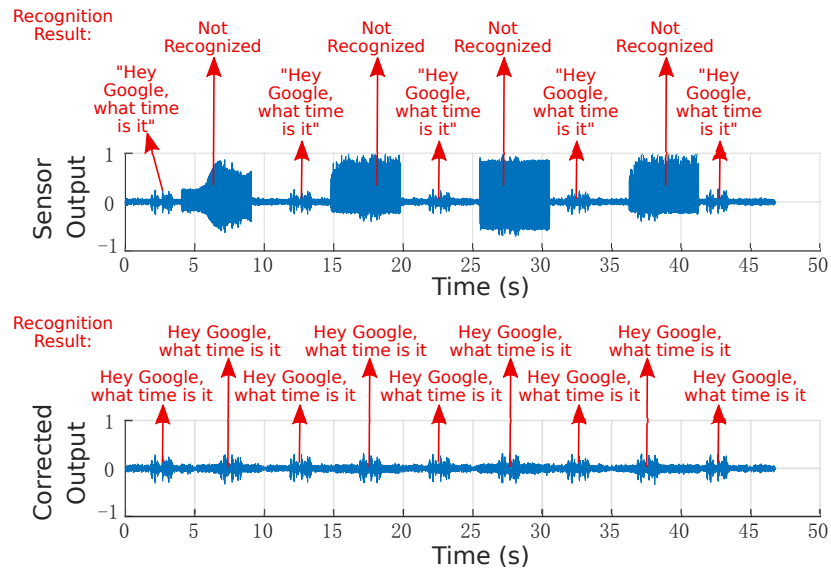 Recognition
Result:
Not
Recognized
Not
Recognized
Not
Recognized
Not
Recognized
"Hey
Google,
what time
is it"
"Hey
Google,
what time
is it"
"Hey
Google,
what time
is it"
"Hey
Google,
what time
is it"
"Hey
Google,
what time
is it"
Sensor
Output
1
0
−1
0 5 10 15 20 25 30 35 40 45 50
Time (s)
Recognition
Result:
Hey Google,
what time is it
Hey Google,
what time is it
Hey Google,
what time is it
Hey Google,
what time is it
Hey Google,
what time is it
Hey Google,
what time is it
Hey Google,
what time is it
Hey Google,
what time is it
Hey Google,
what time is it
Corrected
Output
1
0
−1
0 5 10 15 20 25 30 35 40 45 50
Time (s)